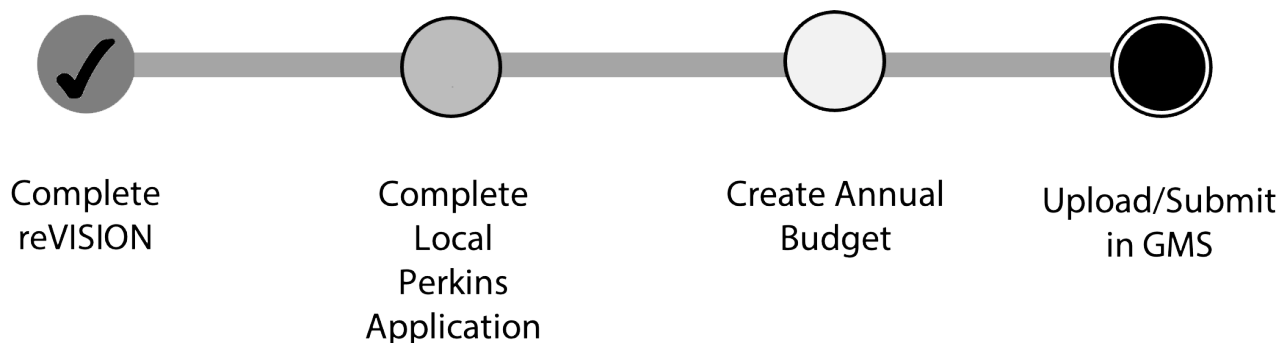 Complete
reVISION
Complete
Local
Perkins
Application
Create Annual
Budget
Upload/Submit
in GMS